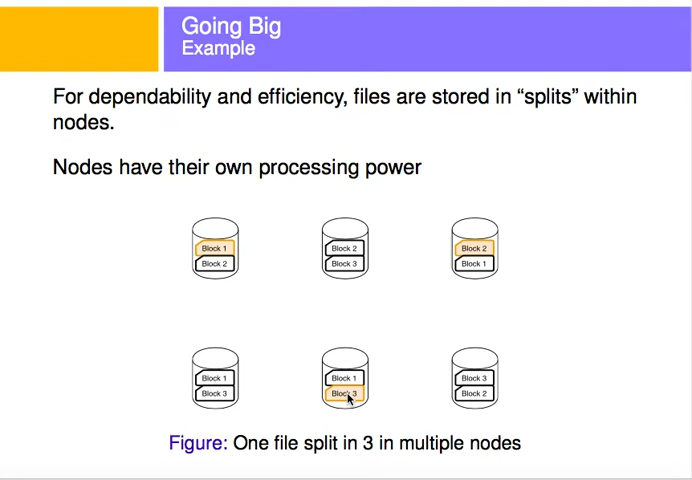 Going Big
Example
For dependability and efficiency, files are stored in “splits” within
nodes.
Nodes have their own processing power
Block 1
Block 2
Block 2
Block 3
Block 2
Block 1
Block 1
Block 3
Block 1
Block 3
Block 3
Block 2
Figure: One file split in 3 in multiple nodes